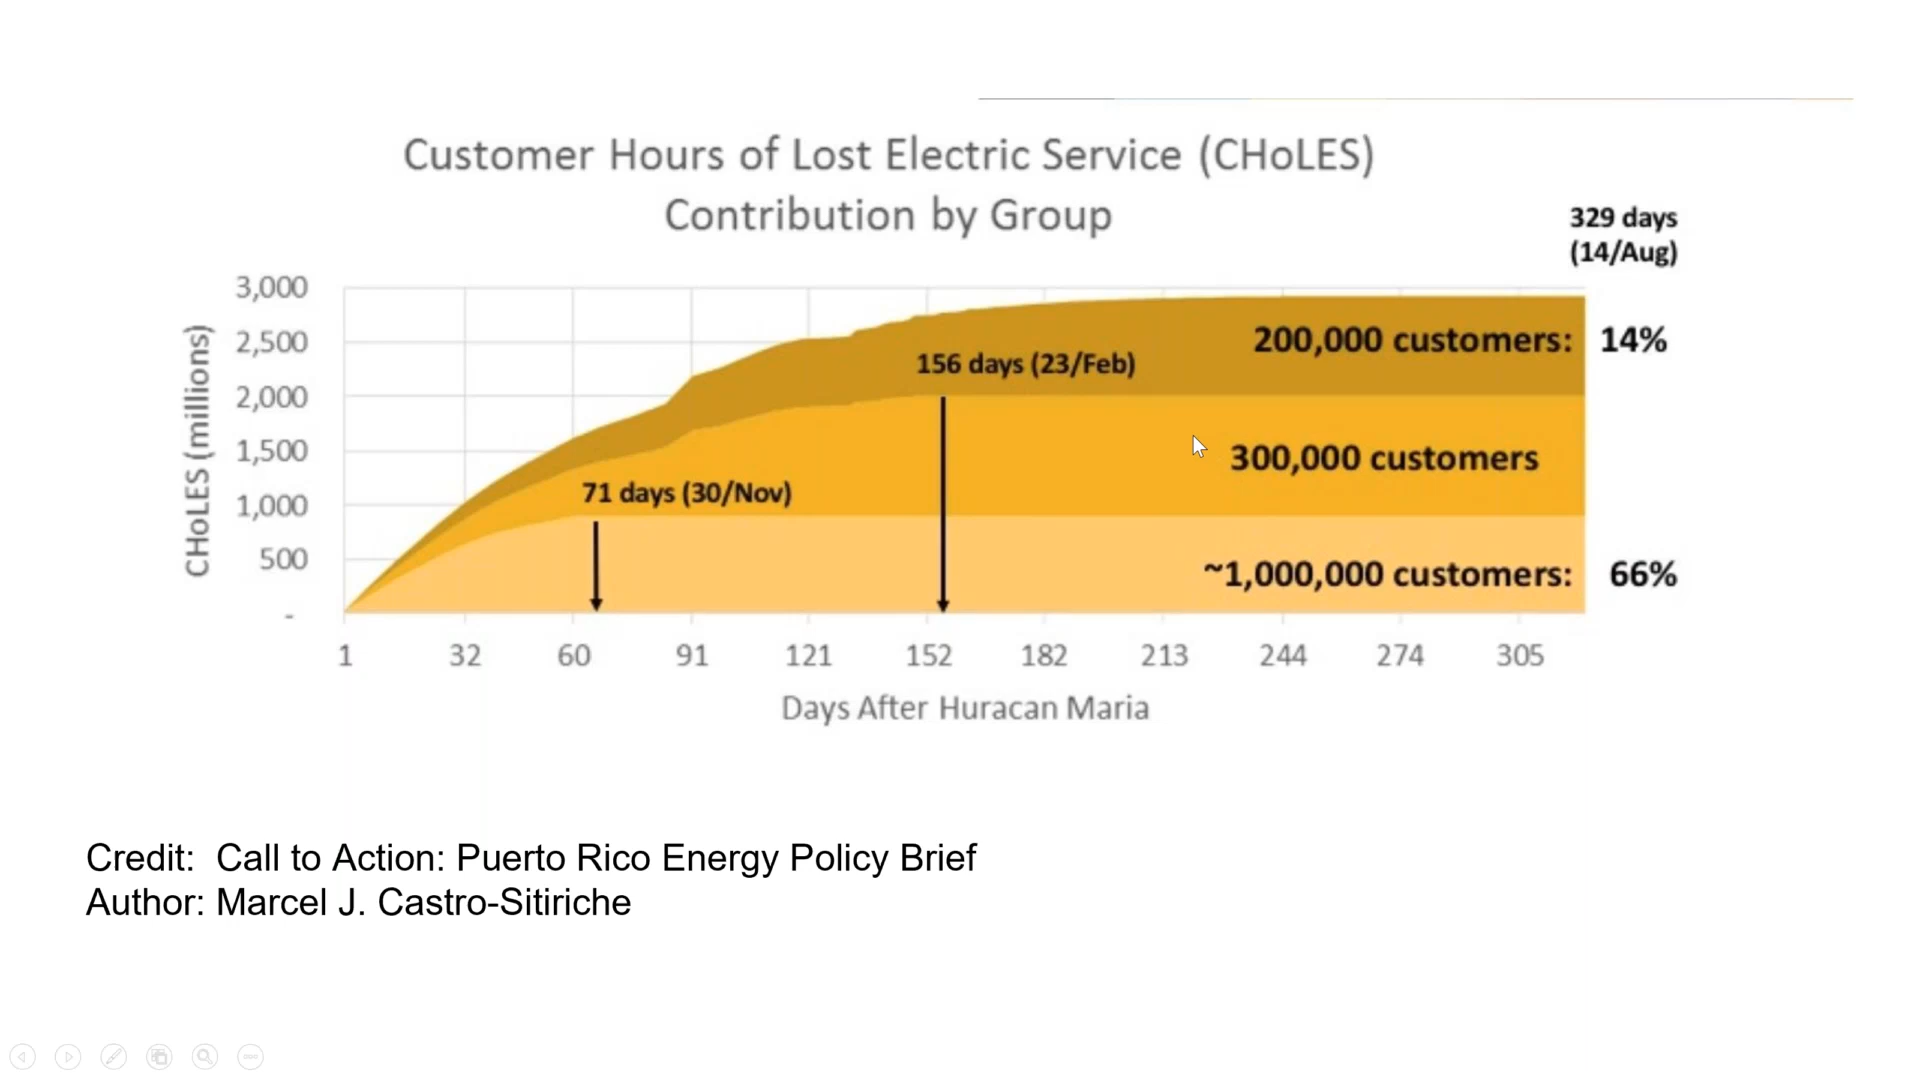 Customer Hours of Lost Electric Service (CHoLES)
Contribution by Group
329 days
(14/Aug)
CHoLES (millions)
3,000
2,500
2,000
1,500
1,000
500
-
200,000 customers: 14%
156 days (23/Feb)
300,000 customers
71 days (30/Nov)
~1,000,000 customers: 66%
1 32 60 91 121 152 182 213 244 274 305
Days After Huracan Maria
Credit: Call to Action: Puerto Rico Energy Policy Brief
Author: Marcel J. Castro-Sitiriche